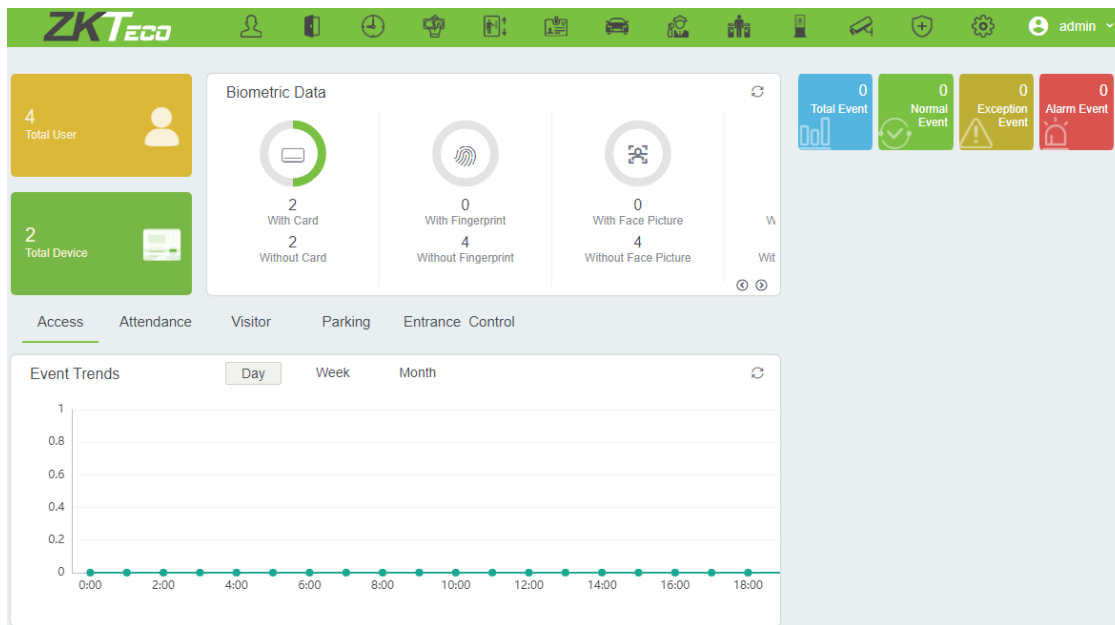 ZKTECO
admin
4
Total User
2
Total Device
Biometric Data
2
With Card
2
Without Card
0
With Fingerprint
4
Without Fingerprint
0
With Face Picture
4
Without Face Picture
Wit
0
Total Event
0
Normal
Event
0
Exception
Event
0
Alarm Event
Access Attendance Visitor Parking Entrance Control
Event Trends Day Week Month
1
0.8
0.6
0.4
0.2
0
0:00 2:00 4:00 6:00 8:00 10:00 12:00 14:00 16:00 18:00